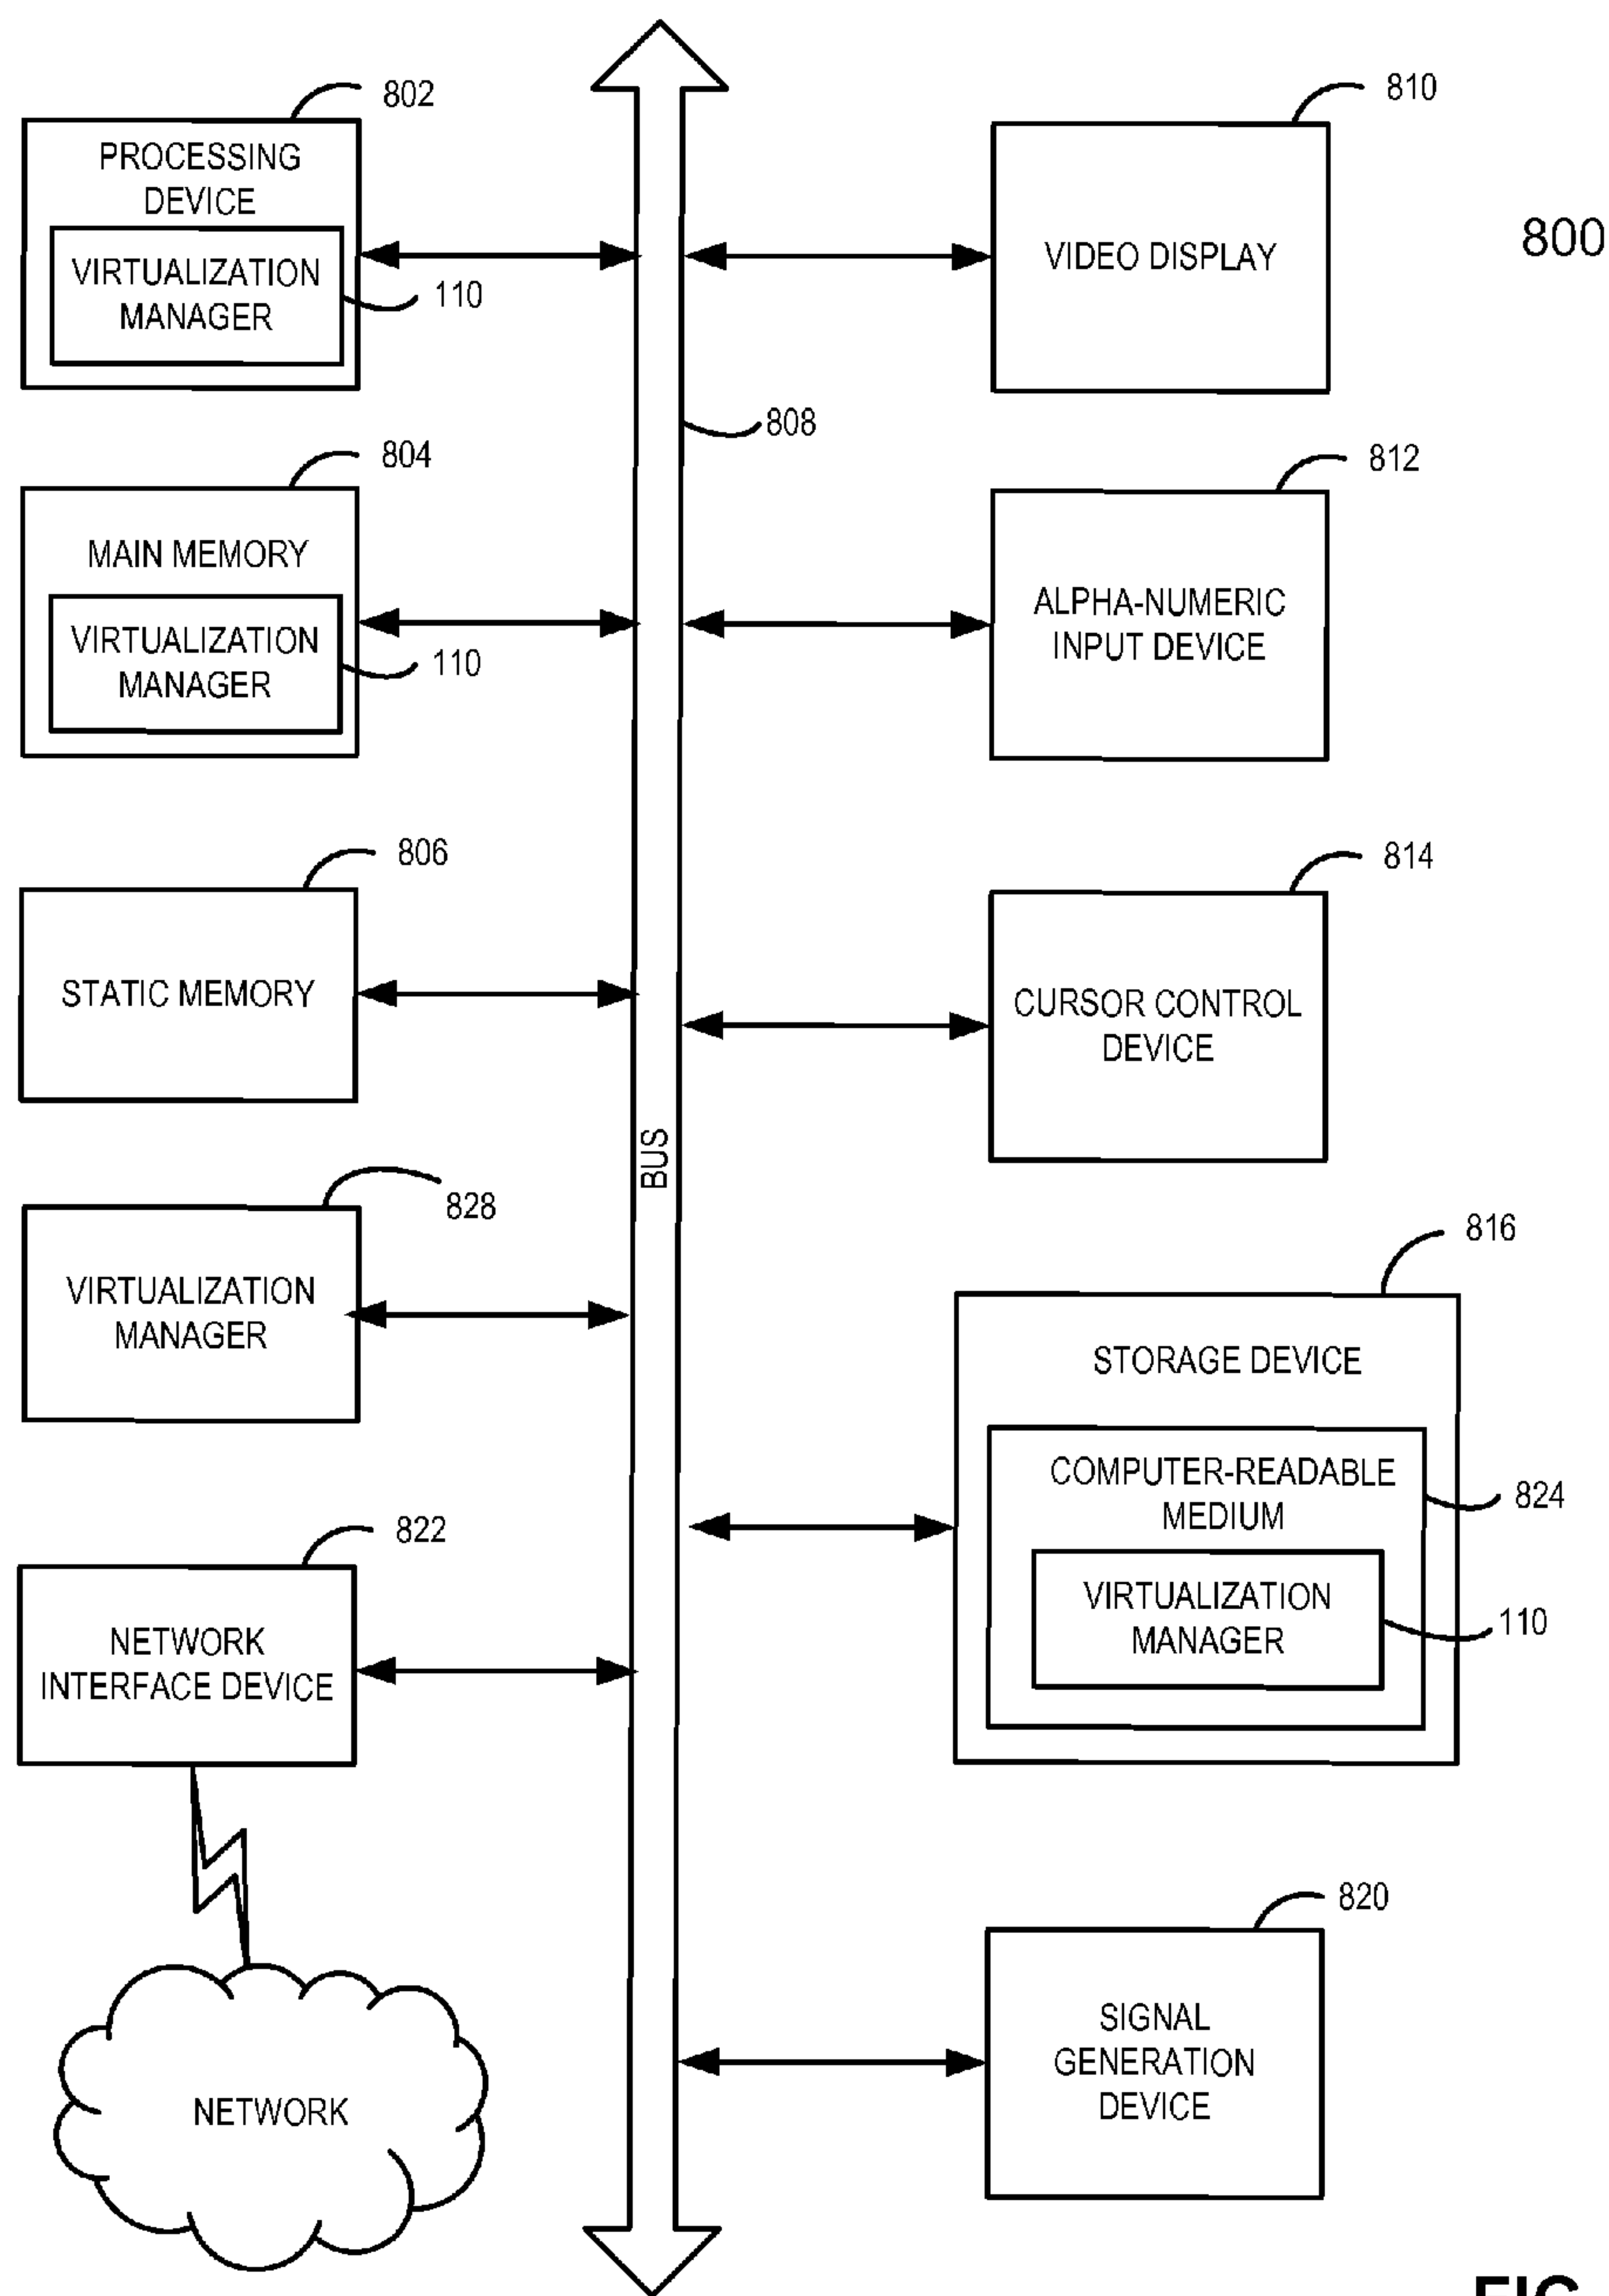 802
PROCESSING
DEVICE
VIRTUALIZATION
MANAGER
110
810
VIDEO DISPLAY
800
808
804
MAIN MEMORY
VIRTUALIZATION
MANAGER
110
812
ALPHA-NUMERIC
INPUT DEVICE
806
STATIC MEMORY
814
CURSOR CONTROL
DEVICE
BUS
828
VIRTUALIZATION
MANAGER
816
STORAGE DEVICE
COMPUTER-READABLE
MEDIUM
824
VIRTUALIZATION
MANAGER
110
822
NETWORK
INTERFACE DEVICE
NETWORK
820
SIGNAL
GENERATION
DEVICE
FIG